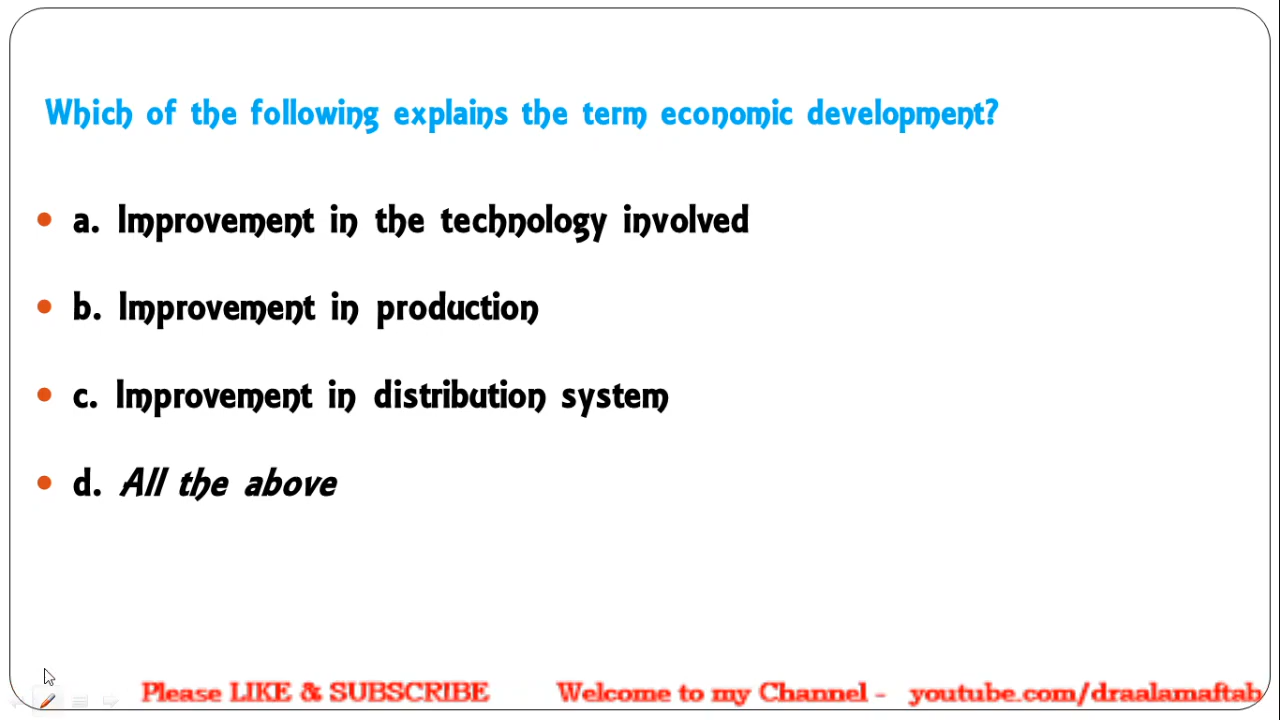 Which of the following explains the term economic development?
a. Improvement in the technology involved
b. Improvement in production
c. Improvement in distribution system
d. All the above
Please LIKE & SUBSCRIBE Welcome to my Channel - youtube.com/draalamaftab